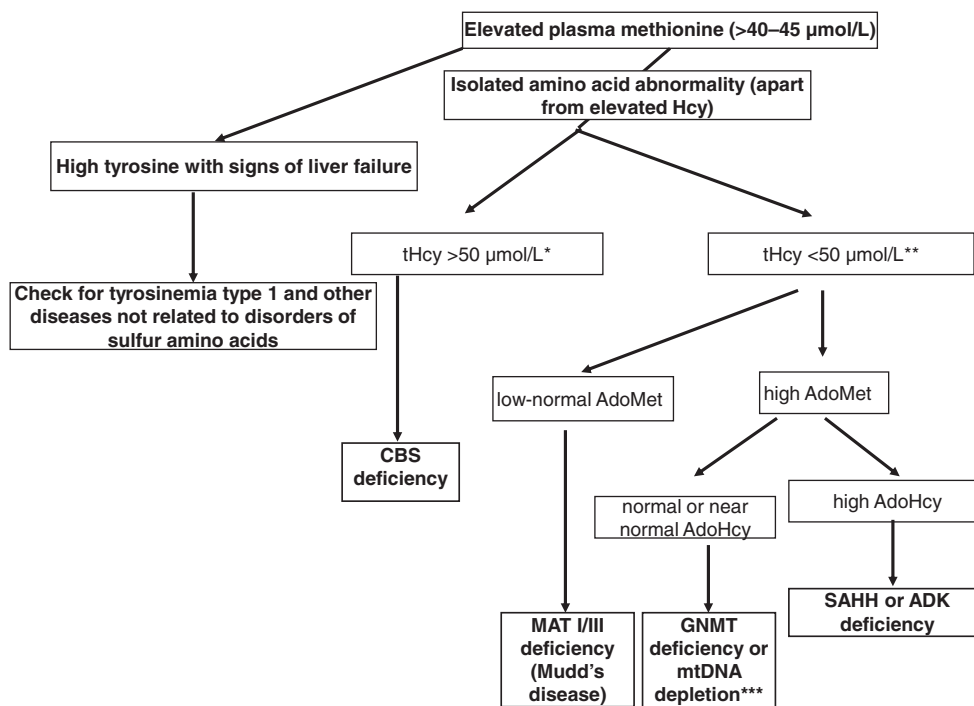 Elevated plasma methionine (>40–45 µmol/L)
Isolated amino acid abnormality (apart
from elevated Hcy)
High tyrosine with signs of liver failure
tHcy >50 µmol/L*
tHcy <50 µmol/L**
Check for tyrosinemia type 1 and other
diseases not related to disorders of
sulfur amino acids
low-normal AdoMet
high AdoMet
CBS
deficiency
normal or near
normal AdoHcy
high AdoHcy
MAT I/III
deficiency
(Mudd's
disease)
GNMT
deficiency or
mtDNA
depletion***
SAHH or ADK
deficiency